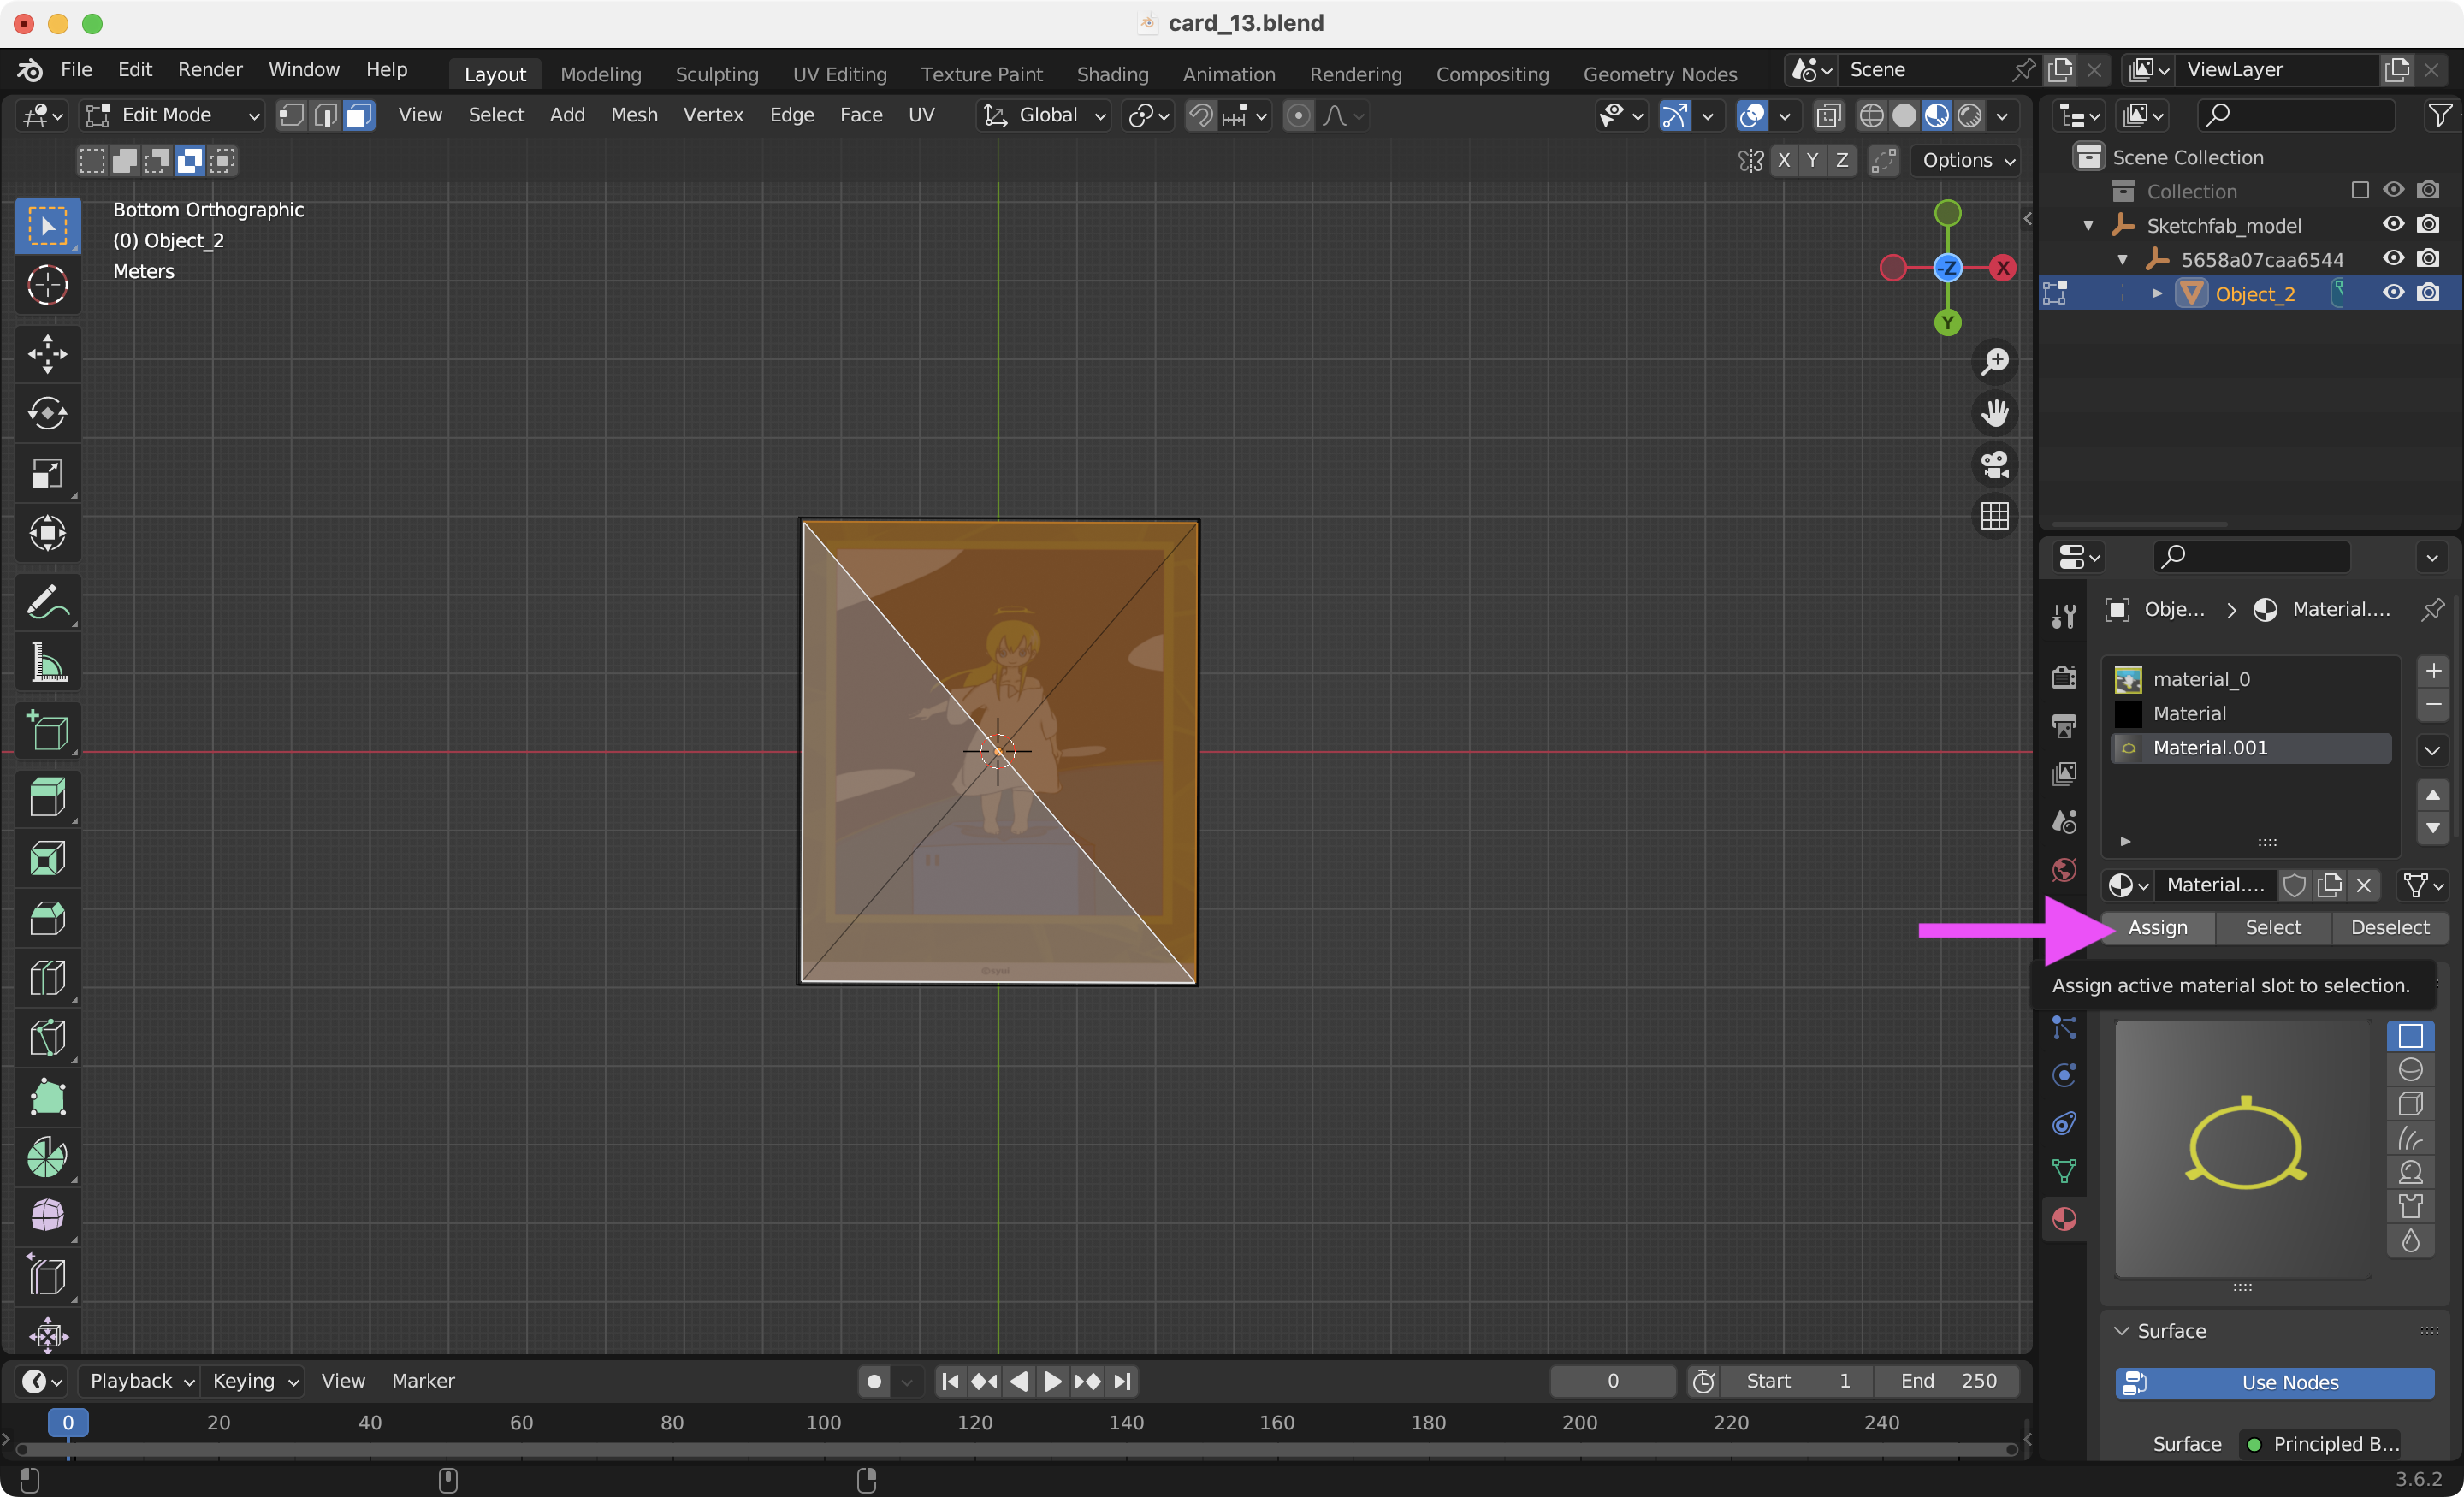 card_13.blend
File Edit Render Window Help Layout Modeling Sculpting UV Editing Texture Paint Shading Animation Rendering Compositing Geometry Nodes Scene ViewLayer
Edit Mode View Select Add Mesh Vertex Edge Face UV Global
X Y Z Options
Bottom Orthographic
(0) Object_2
Meters
-Z X
Y
Scene Collection
Collection
Sketchfab_model
5658a07caa6544
Object_2
Obje... Material....
material_0
Material
Material.001
Material....
Assign Select Deselect
Assign active material slot to selection.
Surface
Use Nodes
Surface Principled B...
Playback Keying View Marker 0 Start 1 End 250
0 20 40 60 80 100 120 140 160 180 200 220 240
3.6.2